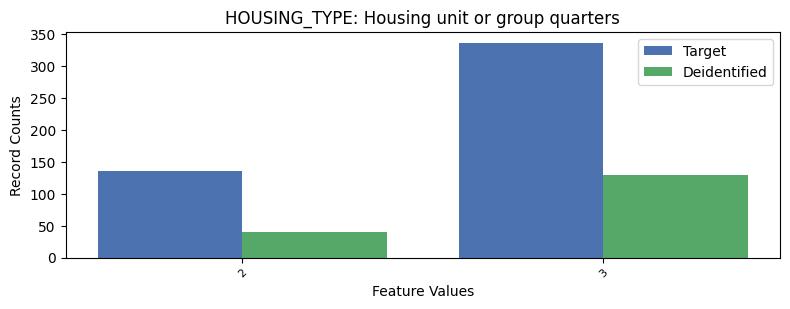 HOUSING_TYPE: Housing unit or group quarters
Target
Deidentified
Record Counts
350
300
250
200
150
100
50
0
2
3
Feature Values